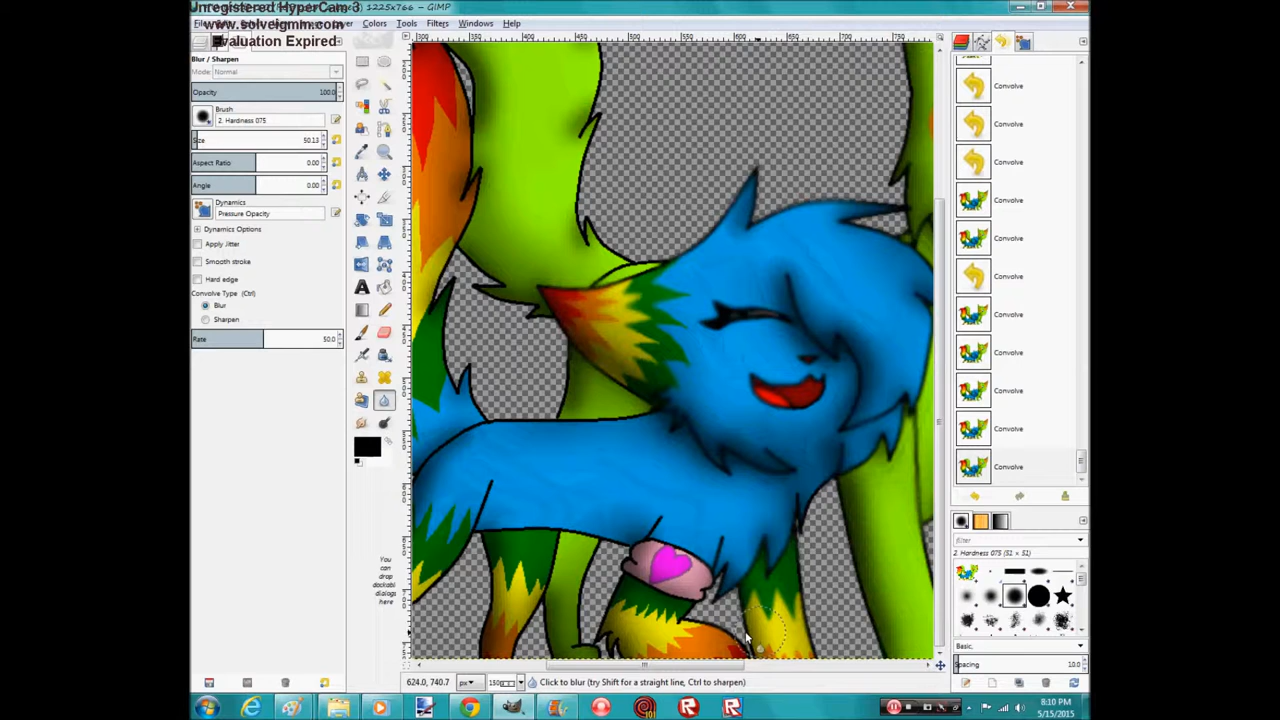 Unregistered HyperCam 3
www.solveigmm.com
Evaluation Expired
1225x766 – GIMP
Colors Tools Filters Windows Help
Blur / Sharpen
Mode: Normal
Opacity 100.0
Brush
2. Hardness 075
Size 50.13
Aspect Ratio 0.00
Angle 0.00
Dynamics
Pressure Opacity
Dynamics Options
Apply Jitter
Smooth stroke
Hard edge
Convolve Type (Ctrl)
Blur
Sharpen
Rate 50.0
You
can
drop
dockable
dialogs
here
Convolve
Convolve
Convolve
Convolve
Convolve
Convolve
Convolve
Convolve
Convolve
Convolve
Convolve
filter
2. Hardness 075 (51 × 51)
Basic,
Spacing 10.0
624.0, 740.7 px 150 Click to blur (try Shift for a straight line, Ctrl to sharpen)
101
8:10 PM
5/15/2015